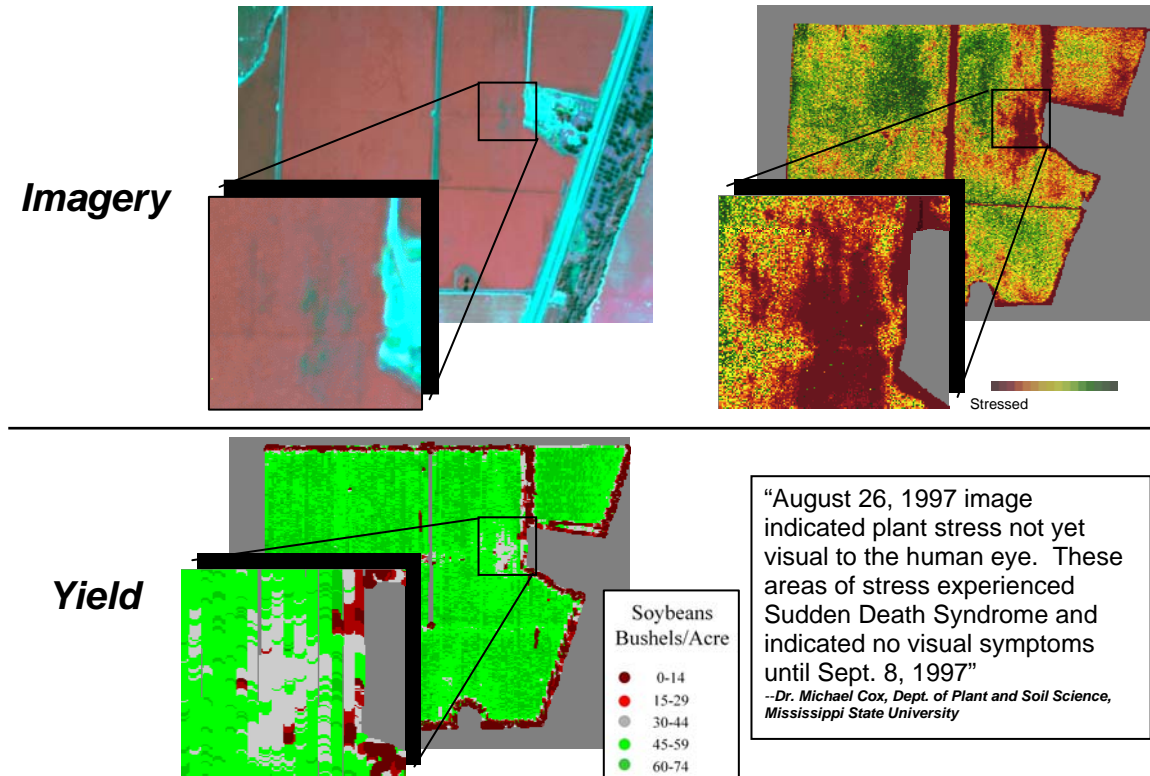 Imagery
Stressed
Yield
Soybeans
Bushels/Acre
0-14
15-29
30-44
45-59
60-74
“August 26, 1997 image
indicated plant stress not yet
visual to the human eye.  These
areas of stress experienced
Sudden Death Syndrome and
indicated no visual symptoms
until Sept. 8, 1997”
--Dr. Michael Cox, Dept. of Plant and Soil Science,
Mississippi State University